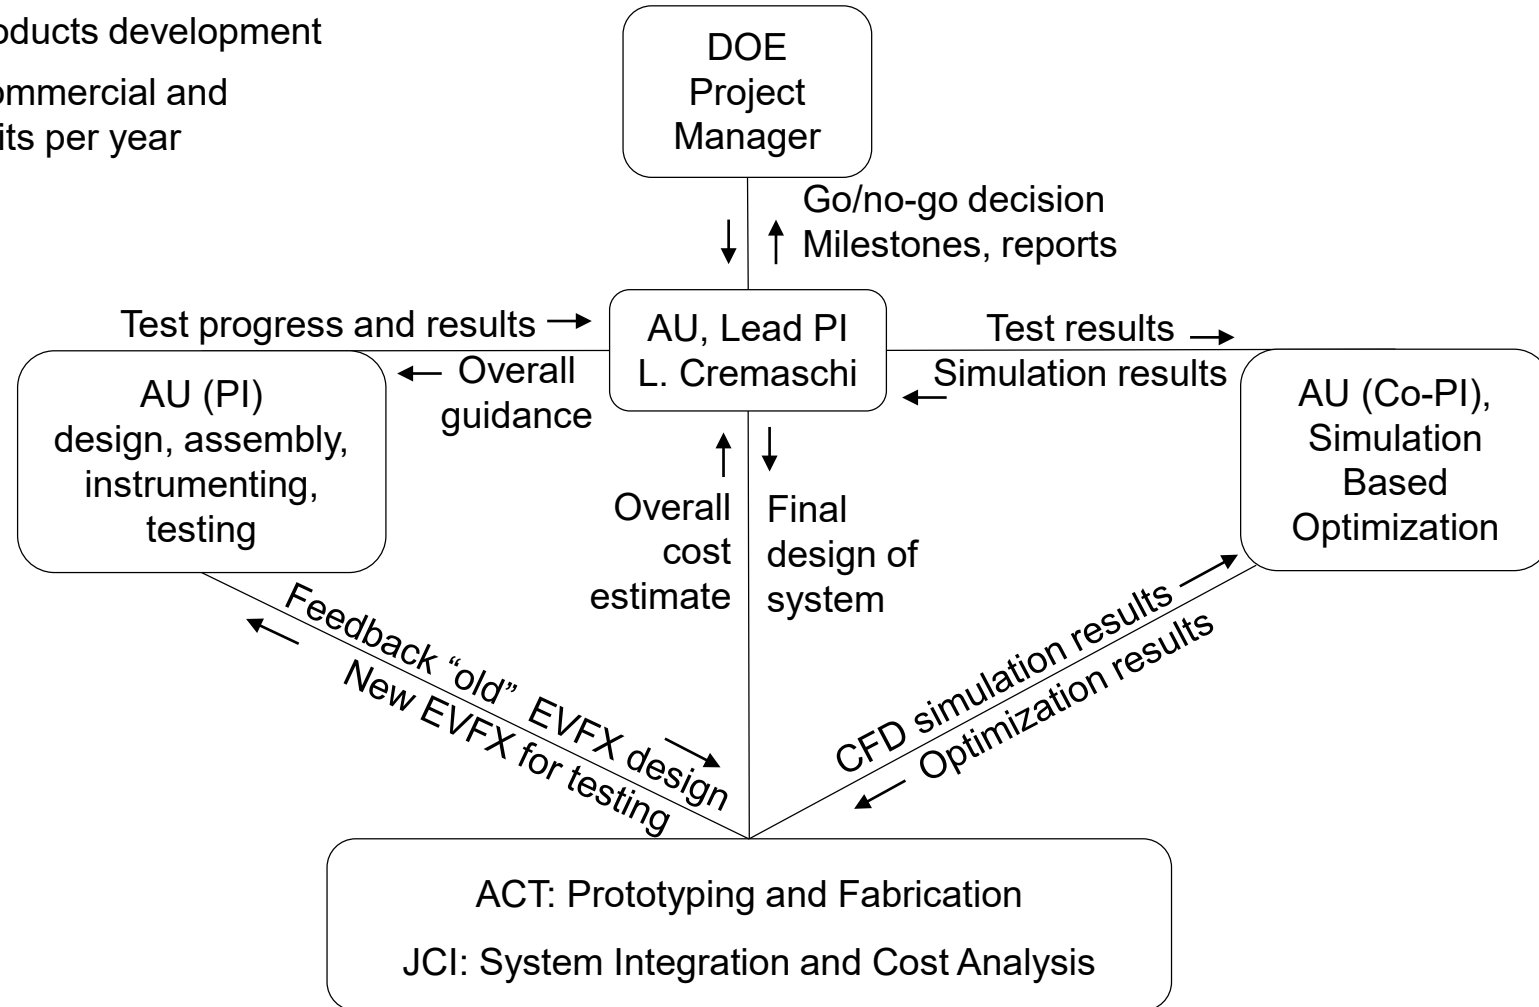 oducts development
ommercial and
its per year
DOE
Project
Manager
Go/no-go decision
Milestones, reports
Test progress and results
AU, Lead PI
L. Cremaschi
Test results
Overall
guidance
Simulation results
AU (PI)
design, assembly,
instrumenting,
testing
AU (Co-PI),
Simulation
Based
Optimization
Overall
cost
estimate
Final
design of
system
Feedback “old” EVFX design
New EVFX for testing
CFD simulation results
Optimization results
ACT: Prototyping and Fabrication
JCI: System Integration and Cost Analysis